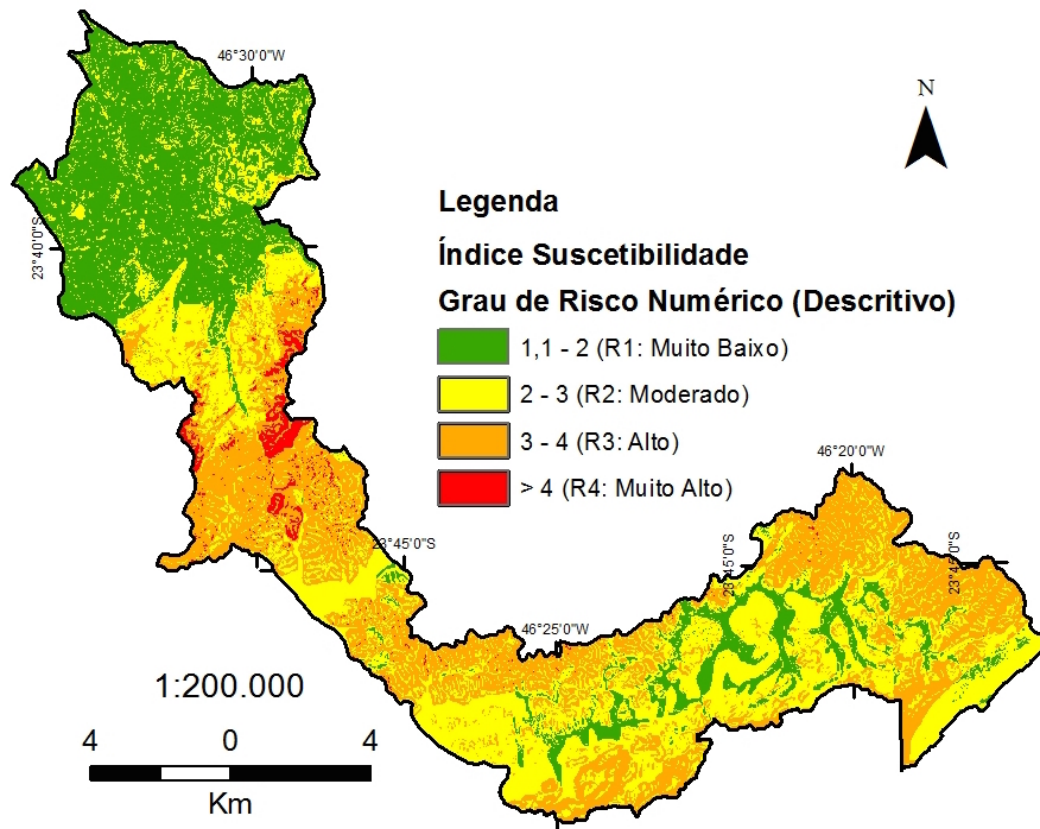 46°30'0"W
N
Legenda
Índice Suscetibilidade
Grau de Risco Numérico (Descritivo)
1,1 - 2 (R1: Muito Baixo)
2 - 3 (R2: Moderado)
3 - 4 (R3: Alto)
> 4 (R4: Muito Alto)
23°40'0"S
46°20'0"W
23°45'0"S
23°45'0"S
23°45'0"S
46°25'0"W
1:200.000
4 0 4
Km